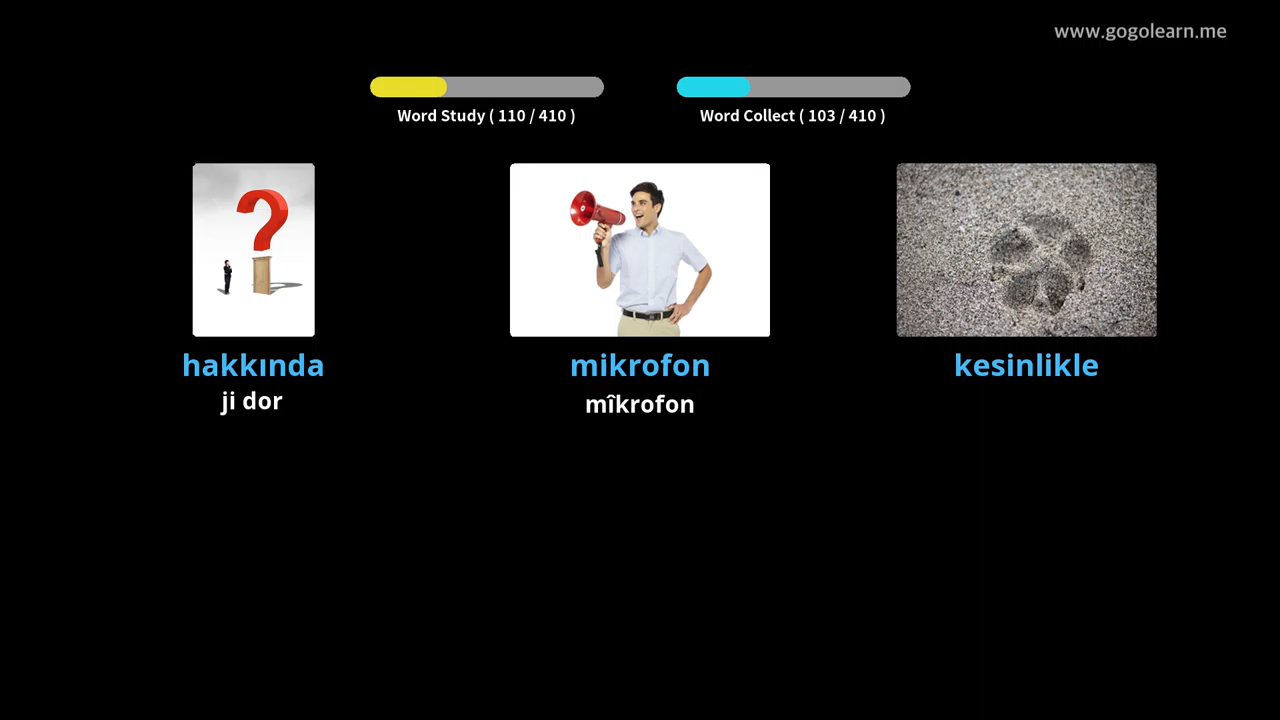 www.gogolearn.me
Word Study ( 110 / 410 )
Word Collect ( 103 / 410 )
hakkında
ji dor
mikrofon
mîkrofon
kesinlikle